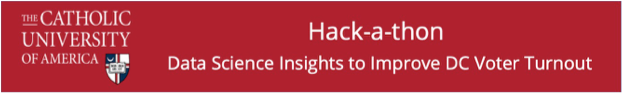 THE CATHOLIC
UNIVERSITY
OF AMERICA
Hack-a-thon
Data Science Insights to Improve DC Voter Turnout